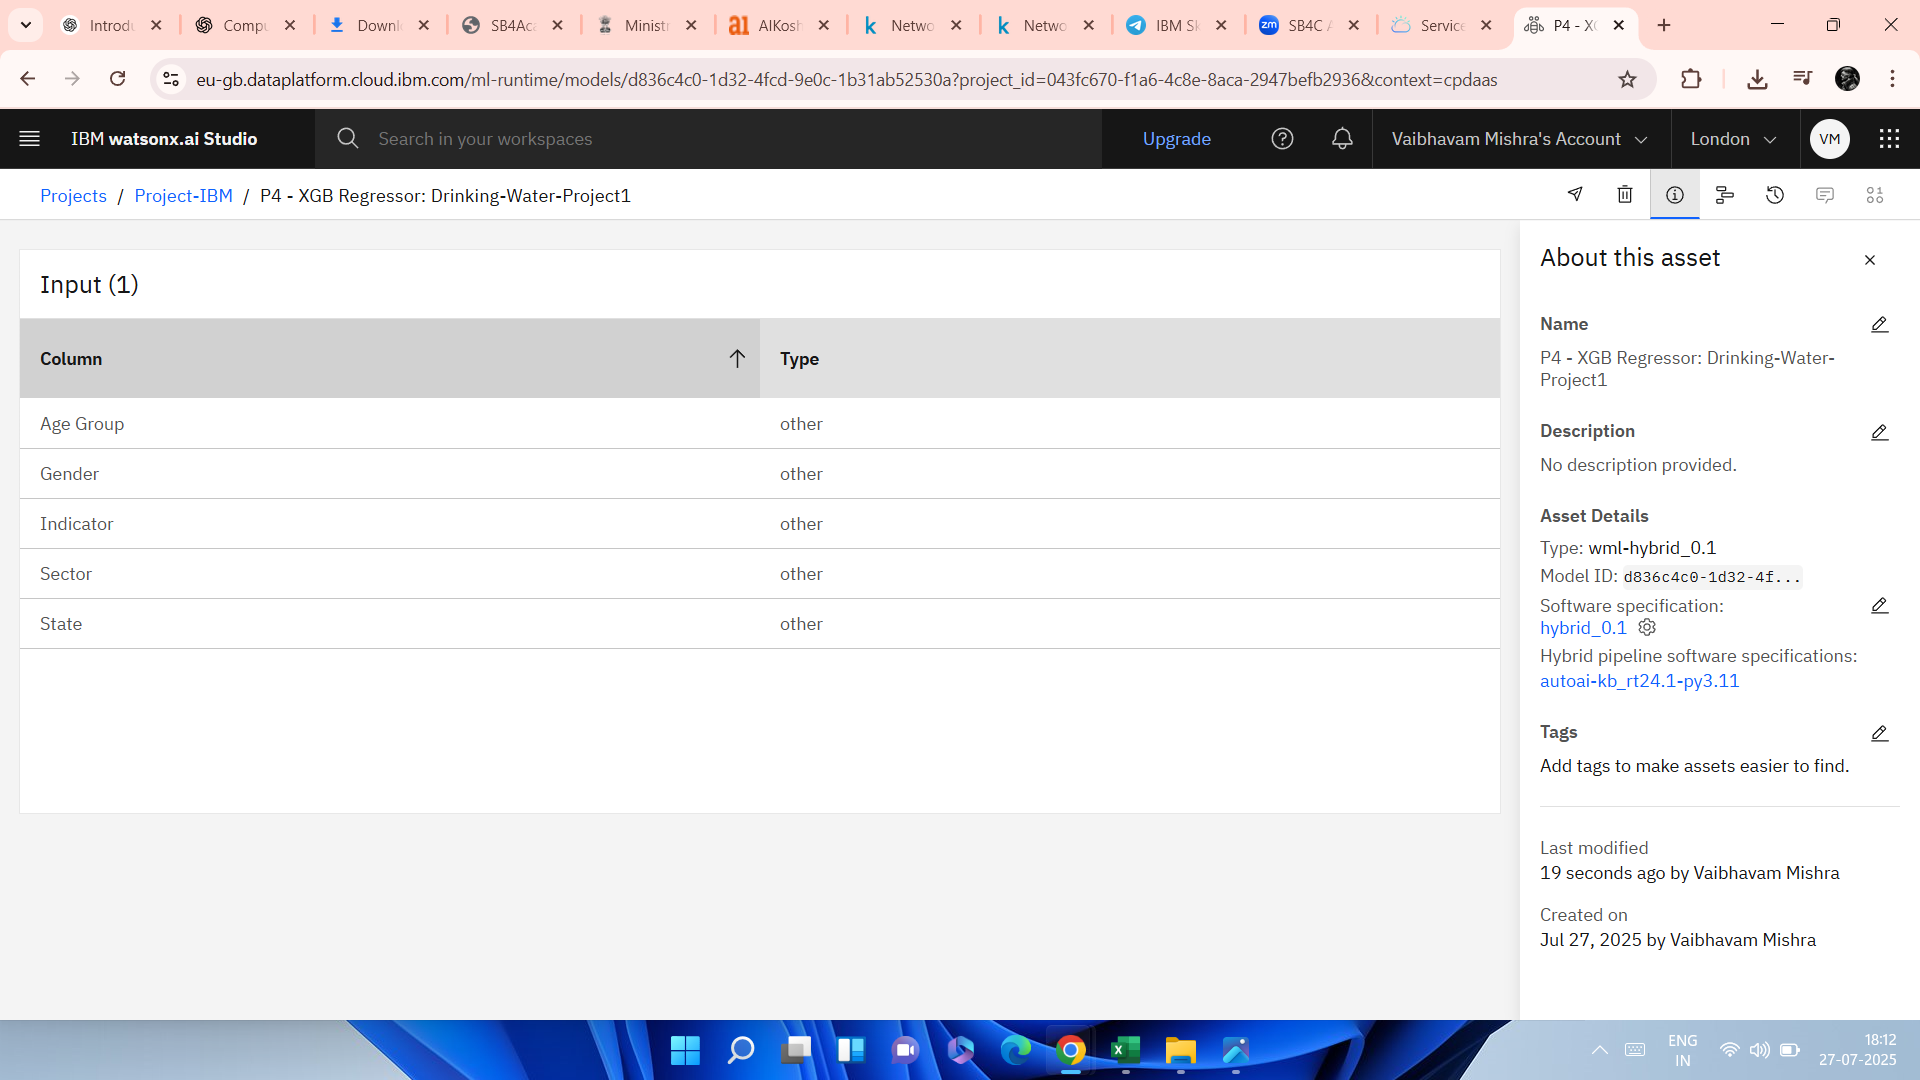 Introdu
Compu
Downl
SB4Aca
Ministr
AIKosh
Netwo
Netwo
IBM Sk
SB4C A
Service
P4 - XG
eu-gb.dataplatform.cloud.ibm.com/ml-runtime/models/d836c4c0-1d32-4fcd-9e0c-1b31ab52530a?project_id=043fc670-f1a6-4c8e-8aca-2947befb2936&context=cpdaas
IBM watsonx.ai Studio
Search in your workspaces
Upgrade
Vaibhavam Mishra's Account
London
VM
Projects / Project-IBM / P4 - XGB Regressor: Drinking-Water-Project1
Input (1)
Column Type
Age Group other
Gender other
Indicator other
Sector other
State other
About this asset
Name
P4 - XGB Regressor: Drinking-Water-
Project1
Description
No description provided.
Asset Details
Type: wml-hybrid_0.1
Model ID: d836c4c0-1d32-4f...
Software specification:
hybrid_0.1
Hybrid pipeline software specifications:
autoai-kb_rt24.1-py3.11
Tags
Add tags to make assets easier to find.
Last modified
19 seconds ago by Vaibhavam Mishra
Created on
Jul 27, 2025 by Vaibhavam Mishra
ENG
IN
18:12
27-07-2025